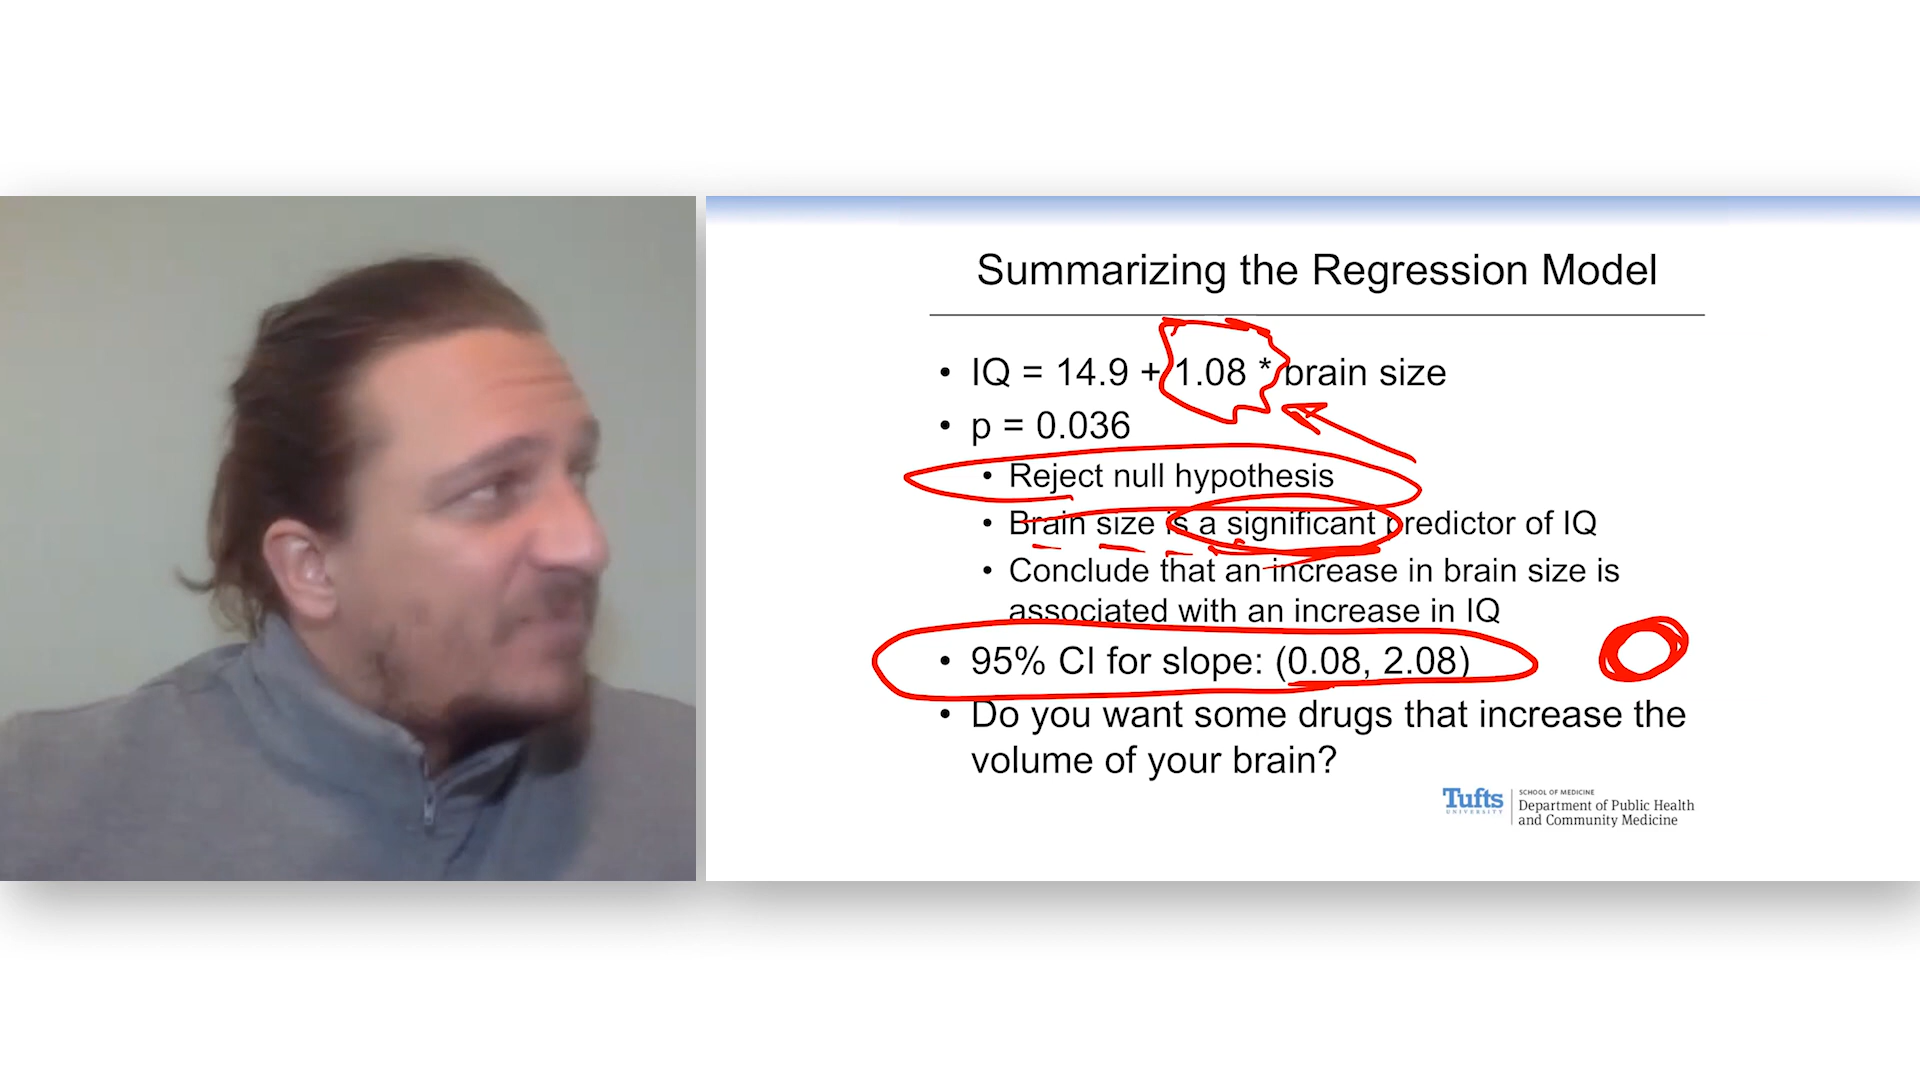 Summarizing the Regression Model
• IQ = 14.9 + 1.08 * brain size
• p = 0.036
• Reject null hypothesis
• Brain size is a significant predictor of IQ
• Conclude that an increase in brain size is
associated with an increase in IQ
• 95% CI for slope: (0.08, 2.08)
• Do you want some drugs that increase the
volume of your brain?
Tufts
UNIVERSITY
SCHOOL OF MEDICINE
Department of Public Health
and Community Medicine